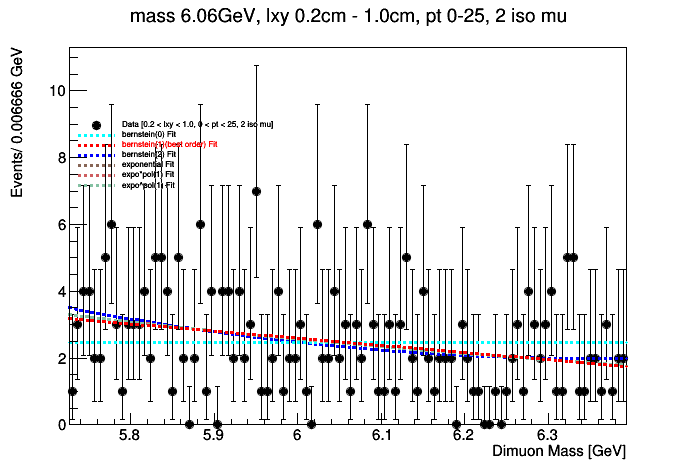 mass 6.06GeV, lxy 0.2cm - 1.0cm, pt 0-25, 2 iso mu
Events/ 0.006666 GeV
10
8
6
4
2
0
Data [0.2 < lxy < 1.0, 0 < pt < 25, 2 iso mu]
bernstein(0) Fit
bernstein(1)(best order) Fit
bernstein(2) Fit
exponential Fit
expo*pol(1) Fit
expo*pol(1) Fit
5.8
5.9
6
6.1
6.2
6.3
Dimuon Mass [GeV]